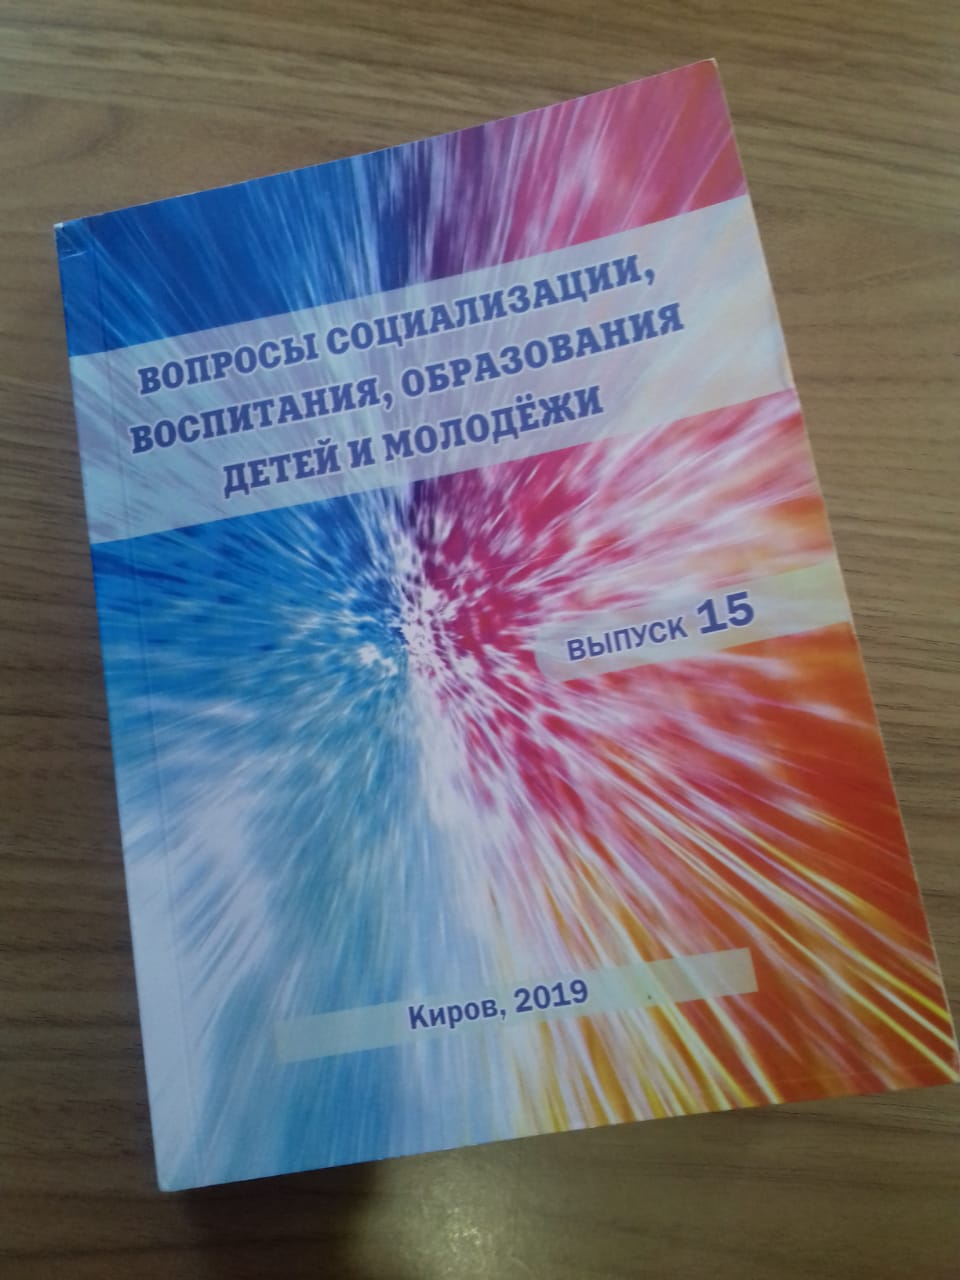 ВОПРОСЫ СОЦИАЛИЗАЦИИ,
ВОСПИТАНИЯ, ОБРАЗОВАНИЯ
ДЕТЕЙ И МОЛОДЁЖИ
ВЫПУСК 15
Киров, 2019